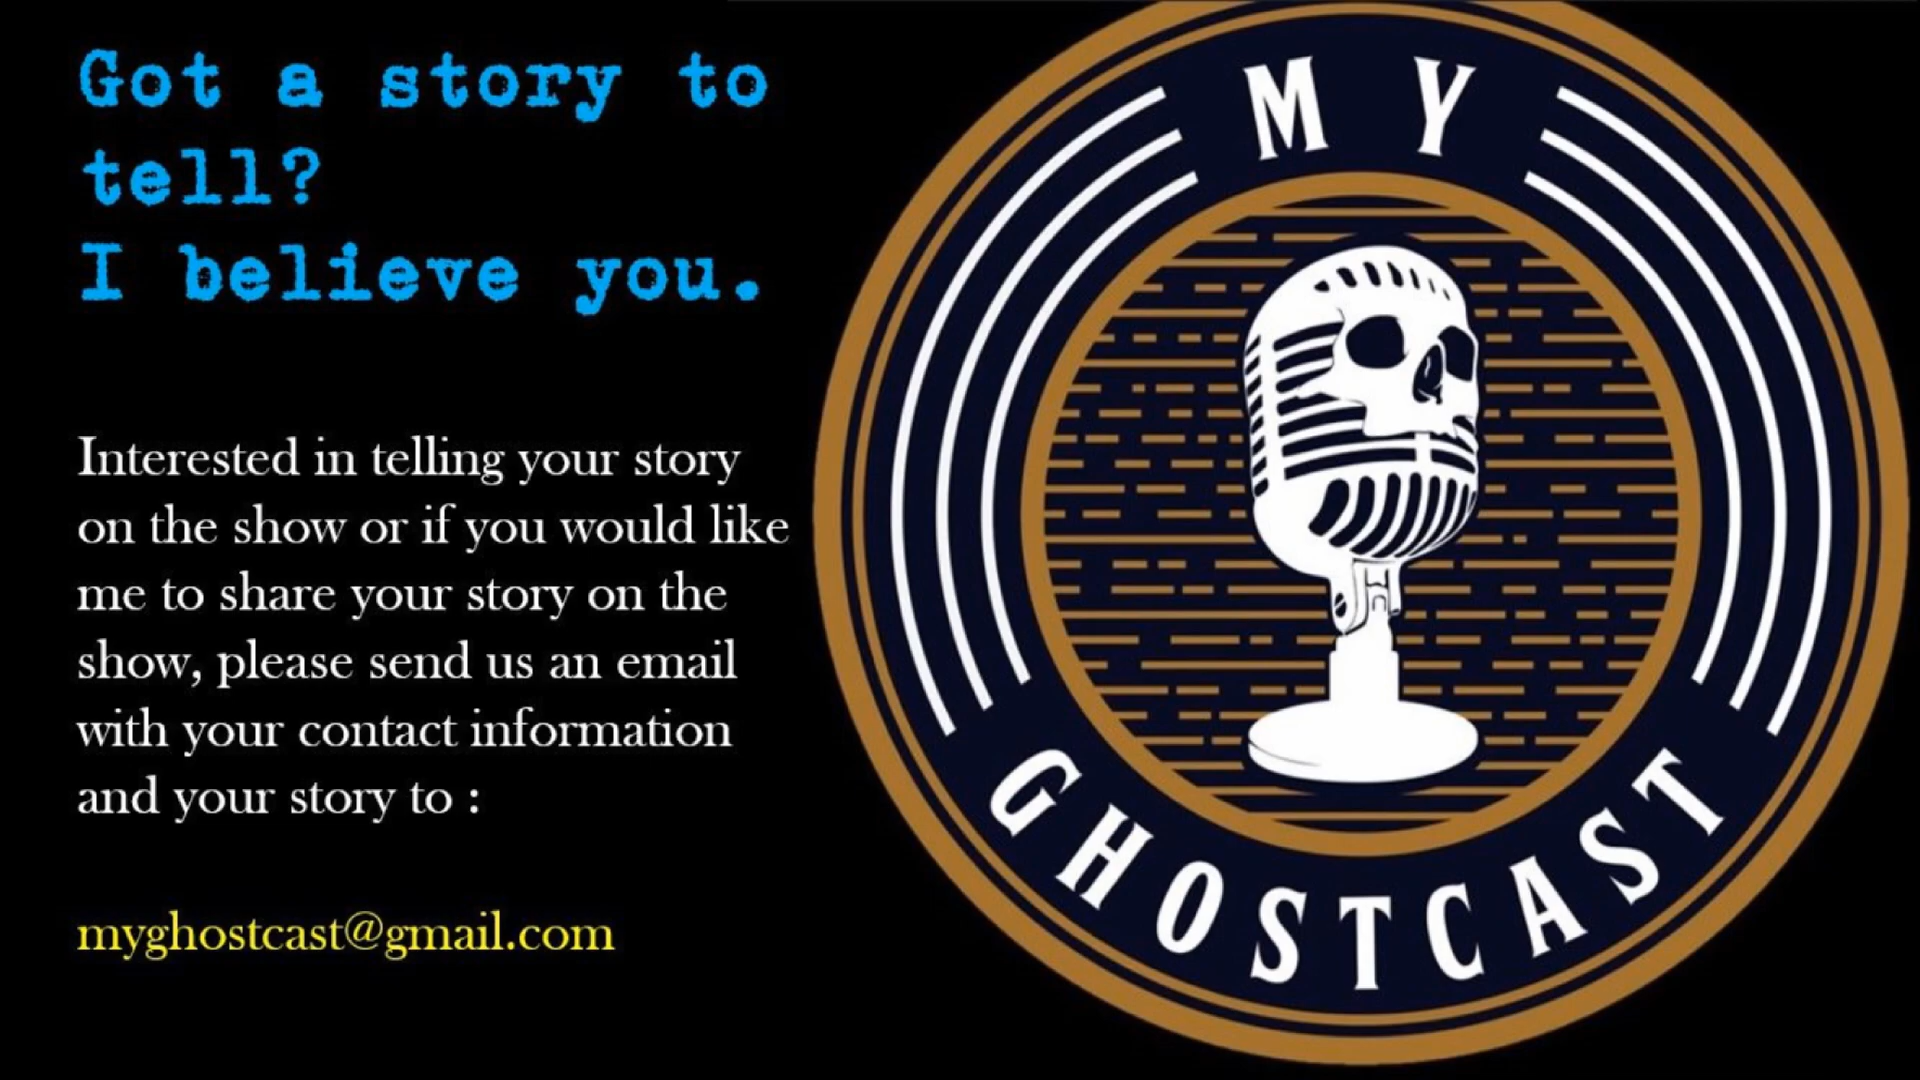 Got a story to
tell?
I believe you.
Interested in telling your story
on the show or if you would like
me to share your story on the
show, please send us an email
with your contact information
and your story to :
myghostcast@gmail.com
MY
GHOSTCAST